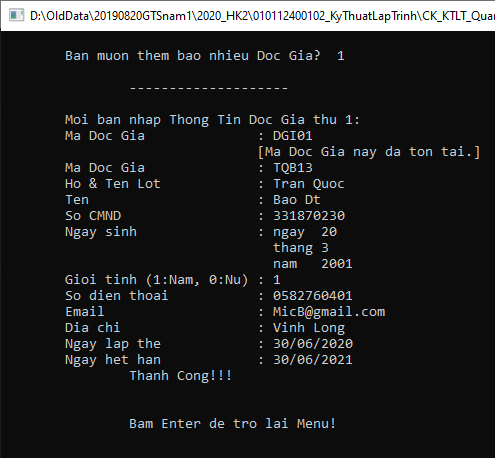 D:\OldData\20190820GTSnam1\2020_HK2\010112400102_KyThuatLapTrinh\CK_KTLT_Quan
Ban muon them bao nhieu Doc Gia?  1
--------------------
Moi ban nhap Thong Tin Doc Gia thu 1:
Ma Doc Gia              : DGI01
[Ma Doc Gia nay da ton tai.]
Ma Doc Gia              : TQB13
Ho & Ten Lot            : Tran Quoc
Ten                     : Bao Dt
So CMND                 : 331870230
Ngay sinh               : ngay  20
thang 3
nam   2001
Gioi tinh (1:Nam, 0:Nu) : 1
So dien thoai           : 0582760401
Email                   : MicB@gmail.com
Dia chi                 : Vinh Long
Ngay lap the            : 30/06/2020
Ngay het han            : 30/06/2021
Thanh Cong!!!
Bam Enter de tro lai Menu!